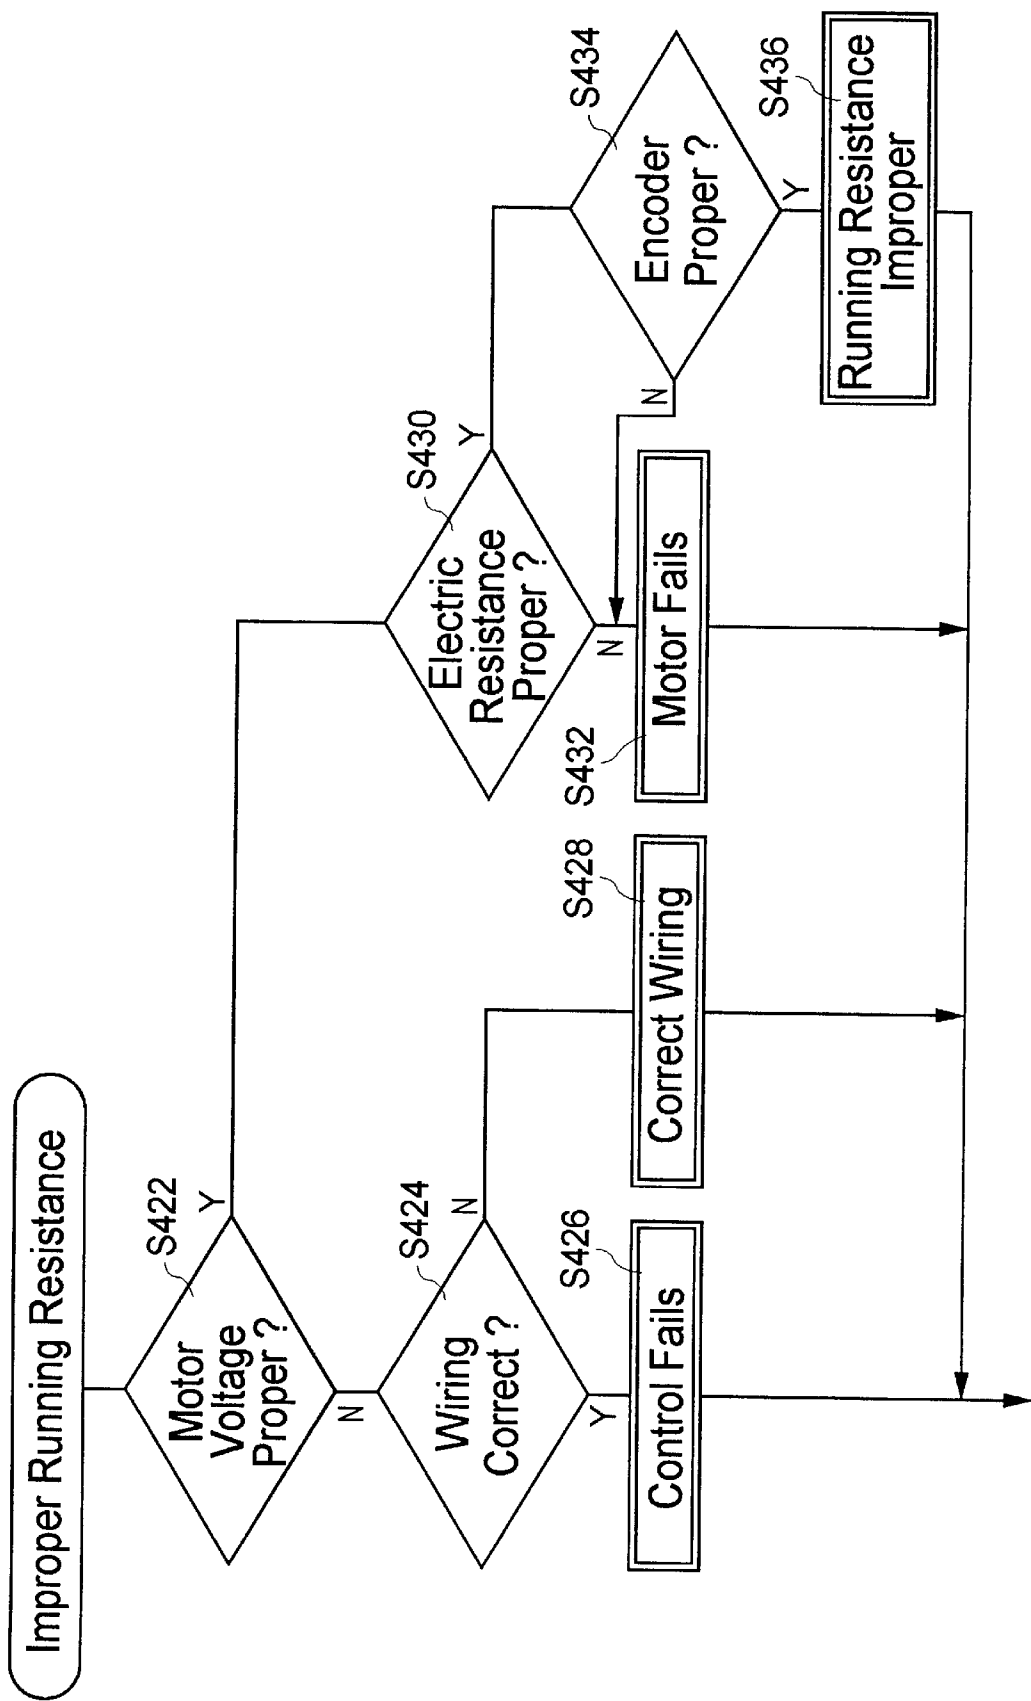 Improper Running Resistance
S422
Motor
Voltage
Proper ?
Y
N
S424
Wiring
Correct ?
N
Y
S426
Control Fails
S428
Correct Wiring
S430
Electric
Resistance
Proper ?
Y
N
S432
Motor Fails
S434
Encoder
Proper ?
N
Y
S436
Running Resistance
Improper